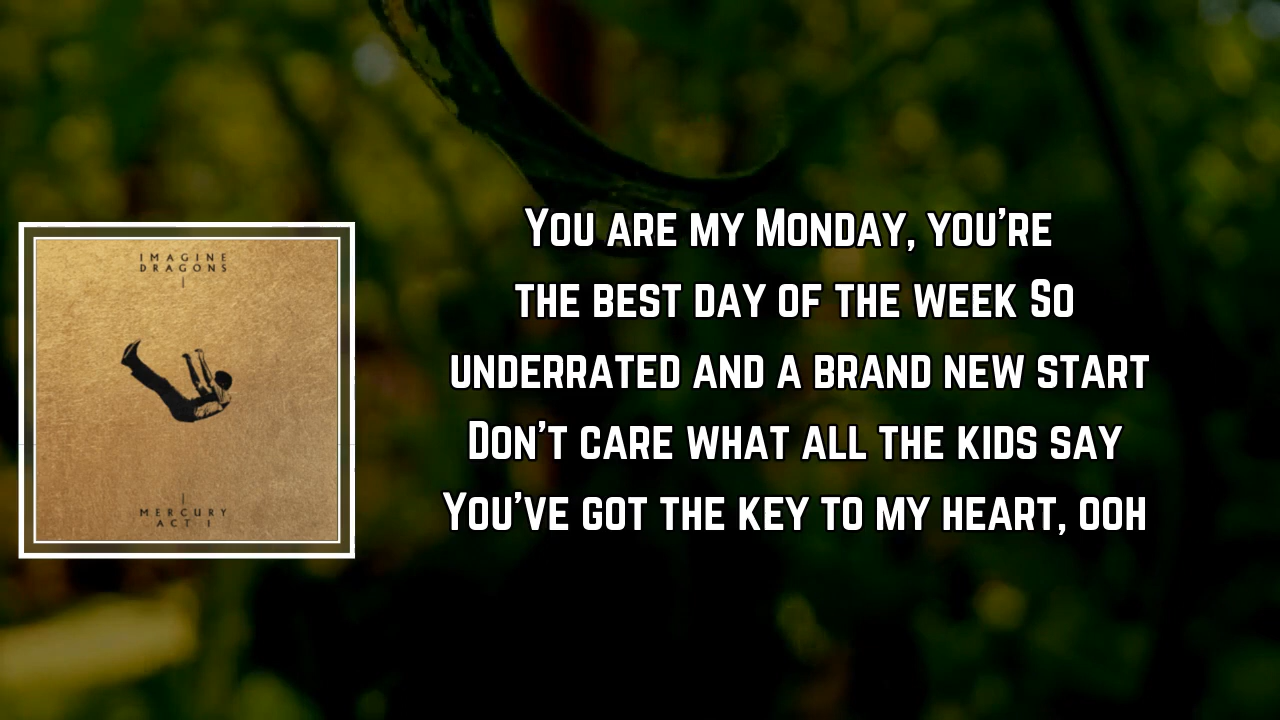 IMAGINE
DRAGONS
MERCURY
ACT I
You are my Monday, you're
the best day of the week So
underrated and a brand new start
Don't care what all the kids say
You've got the key to my heart, ooh